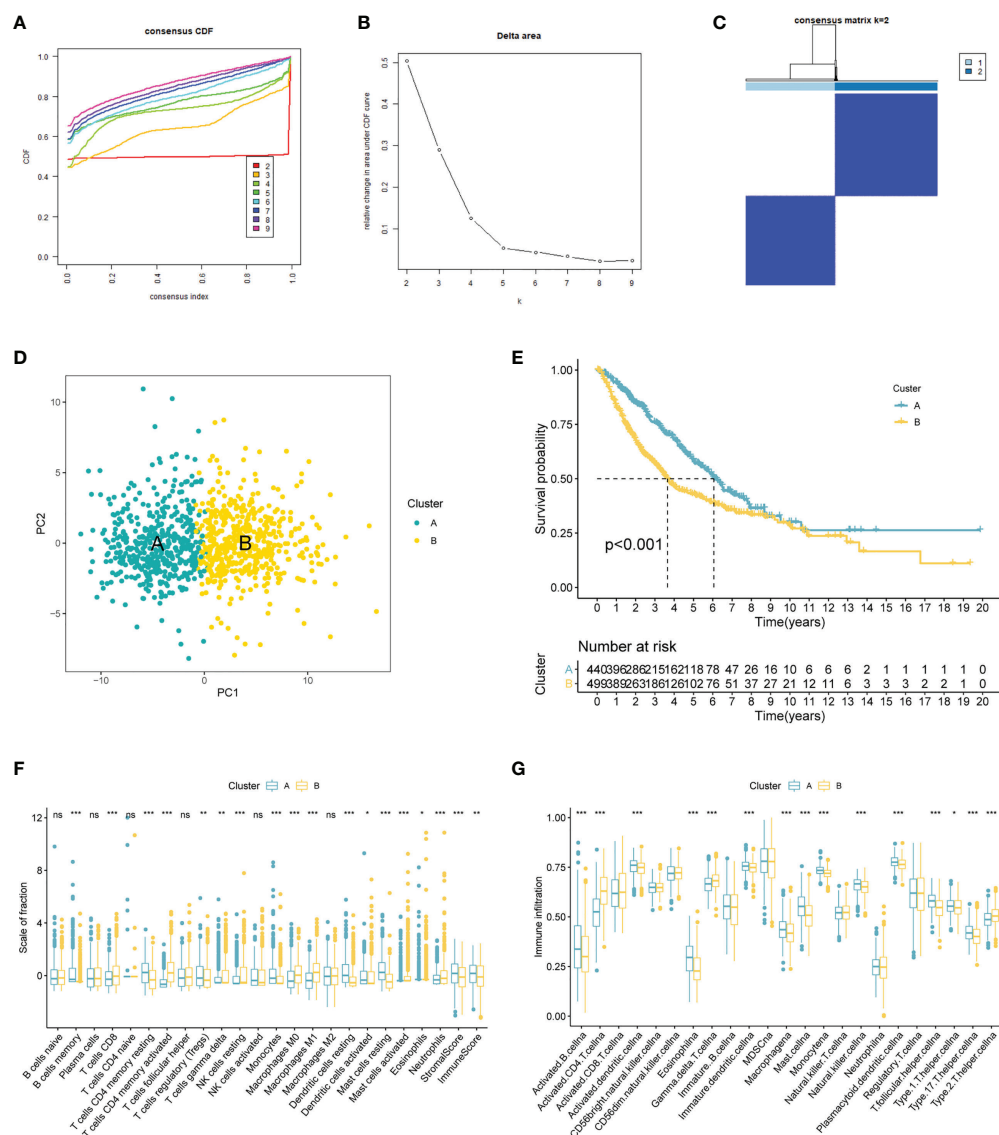 A
consensus CDF
CDF
0.0 0.2 0.4 0.6 0.8 1.0
0.0 0.2 0.4 0.6 0.8 1.0
consensus index
2
3
4
5
6
7
8
9
B
Delta area
relative change in area under CDF curve
0.1 0.2 0.3 0.4 0.5
2 3 4 5 6 7 8 9
k
C
consensus matrix k=2
1
2
D
PC2
10
5
0
−5
−10 0 10
PC1
A
B
Cluster
A
B
E
Survival probability
1.00
0.75
0.50
0.25
0.00
p<0.001
Cluster
A
B
0 1 2 3 4 5 6 7 8 9 10 11 12 13 14 15 16 17 18 19 20
Time(years)
Number at risk
Cluster
A 440 396 286 215 162 118 78 47 26 16 10 6 6 6 2 1 1 1 1 1 0
B 499 389 263 186 126 102 76 51 37 27 21 12 11 6 3 3 3 2 2 1 0
0 1 2 3 4 5 6 7 8 9 10 11 12 13 14 15 16 17 18 19 20
Time(years)
F
Cluster A B
Scale of fraction
12
8
4
0
ns *** ns *** ns *** *** ns ** ** *** ns *** *** *** ns *** * *** *** * *** *** **
B cells naive
B cells memory
Plasma cells
T cells CD8
T cells CD4 naive
T cells CD4 memory resting
T cells CD4 memory activated
T cells follicular helper
T cells regulatory (Tregs)
T cells gamma delta
NK cells resting
NK cells activated
Monocytes
Macrophages M0
Macrophages M1
Macrophages M2
Dendritic cells resting
Dendritic cells activated
Mast cells resting
Mast cells activated
Eosinophils
Neutrophils
StromalScore
ImmuneScore
G
Cluster A B
Immune infiltration
1.00
0.75
0.50
0.25
0.00
*** *** *** *** *** *** *** *** *** *** *** *** * *** ***
Activated.B.cellna
Activated.CD4.T.cellna
Activated.CD8.T.cellna
Activated.dendritic.cellna
CD56bright.natural.killer.cellna
CD56dim.natural.killer.cellna
Eosinophilna
Gamma.delta.T.cellna
Immature..B.cellna
Immature.dendritic.cellna
MDSCna
Macrophagena
Mast.cellna
Monocytena
Natural.killer.T.cellna
Natural.killer.cellna
Neutrophilna
Plasmacytoid.dendritic.cellna
Regulatory.T.cellna
T.follicular.helper.cellna
Type.1.T.helper.cellna
Type.17.T.helper.cellna
Type.2.T.helper.cellna